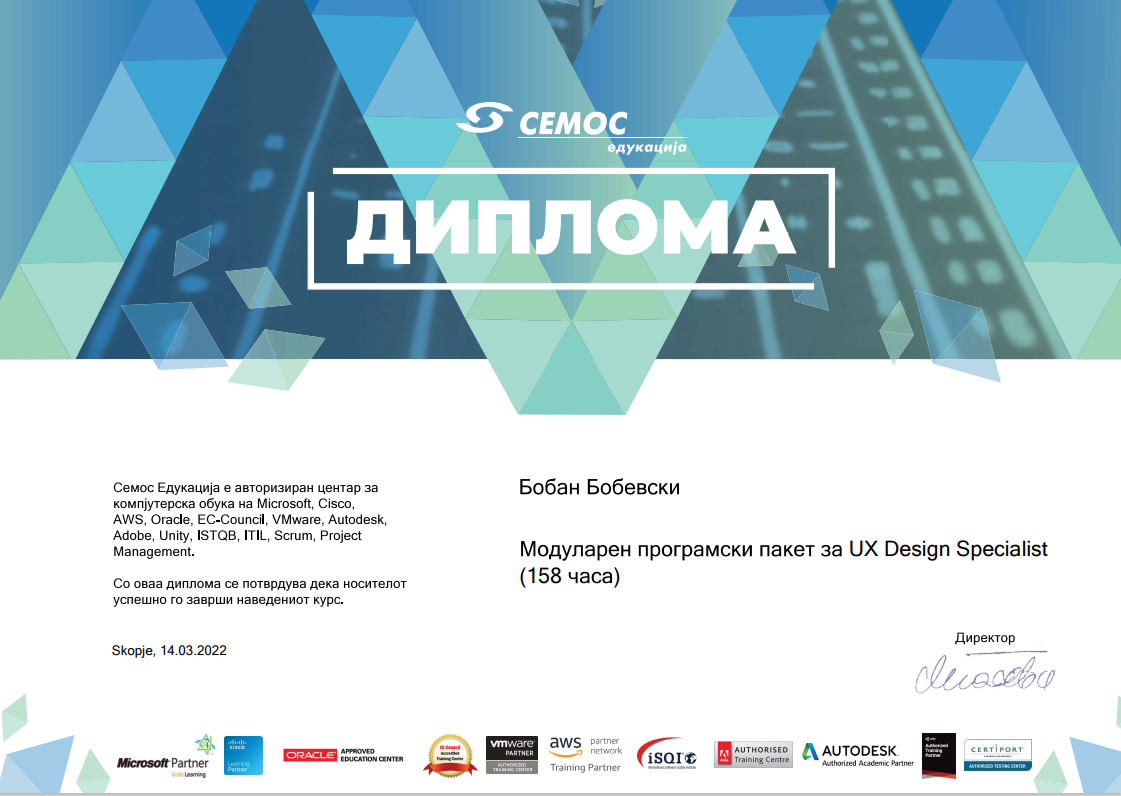 СЕМОС
едукација
ДИПЛОМА
Семос Едукација е авторизиран центар за
компјутерска обука на Microsoft, Cisco,
AWS, Oracle, EC-Council, VMware, Autodesk,
Adobe, Unity, ISTQB, ITIL, Scrum, Project
Management.
Со оваа диплома се потврдува дека носителот
успешно го заврши наведениот курс.
Skopje, 14.03.2022
Бобан Бобевски
Модуларен програмски пакет за UX Design Specialist
(158 часа)
Директор
Microsoft Partner
Gold Learning
CISCO
Learning
Partner
ORACLE
APPROVED
EDUCATION CENTER
EC-Council
Accredited
Training Center
vmware
PARTNER
AUTHORIZED
TRAINING CENTER
aws partner
network
Training Partner
iSQI
International Software Quality Institute
AUTHORISED
Training Centre
AUTODESK.
Authorized Academic Partner
Authorized
Training
Partner
CERTIPORT
AUTHORIZED TESTING CENTER